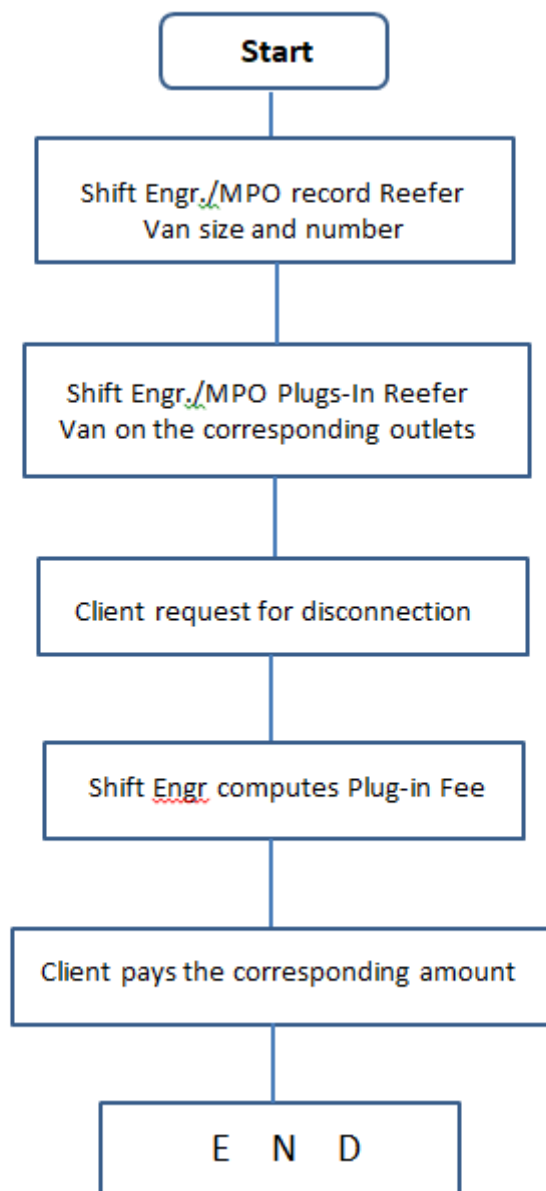 Start
Shift Engr./MPO record Reefer
Van size and number
Shift Engr./MPO Plugs-In Reefer
Van on the corresponding outlets
Client request for disconnection
Shift Engr computes Plug-in Fee
Client pays the corresponding amount
E N D